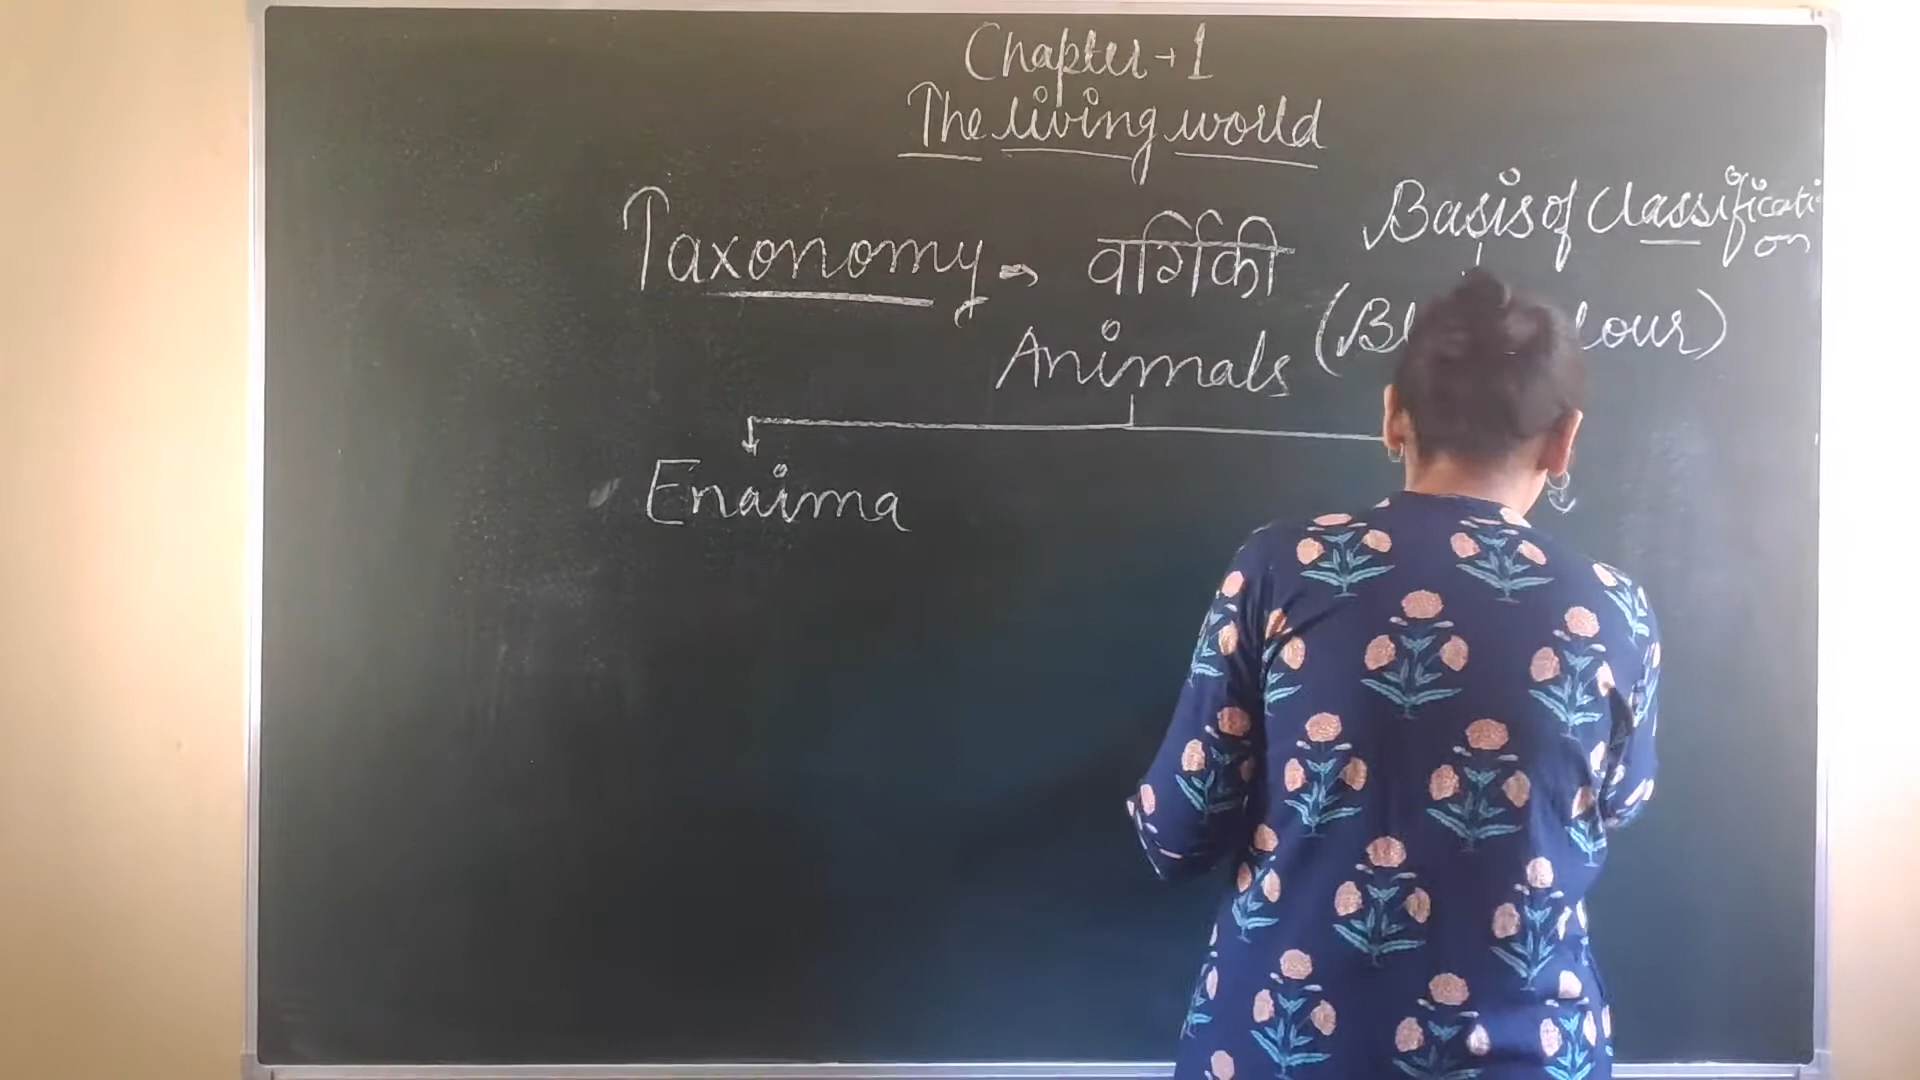 Chapter → 1
The living world
Taxonomy → वर्गिकी
Basis of Classification
Animals
Enaima